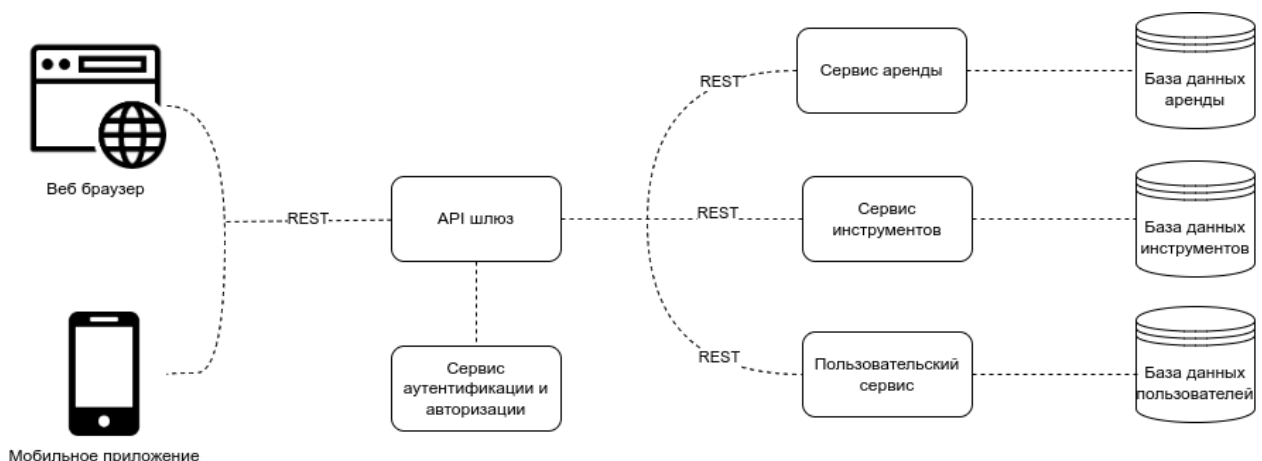 Веб браузер
Мобильное приложение
REST
API шлюз
Сервис
аутентификации и
авторизации
REST
REST
REST
Сервис аренды
Сервис
инструментов
Пользовательский
сервис
База данных
аренды
База данных
инструментов
База данных
пользователей